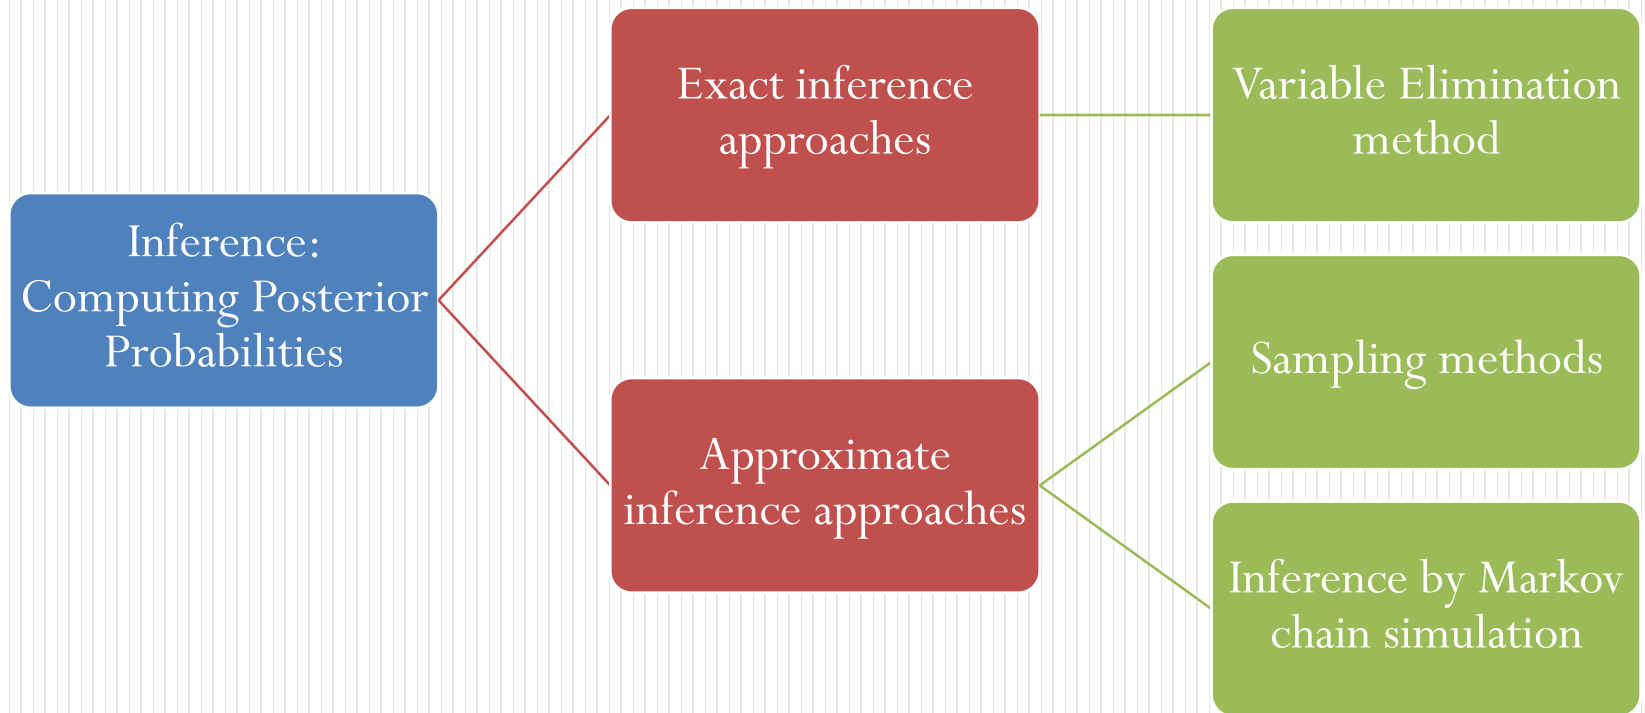 Inference:
Computing Posterior
Probabilities
Exact inference
approaches
Approximate
inference approaches
Variable Elimination
method
Sampling methods
Inference by Markov
chain simulation